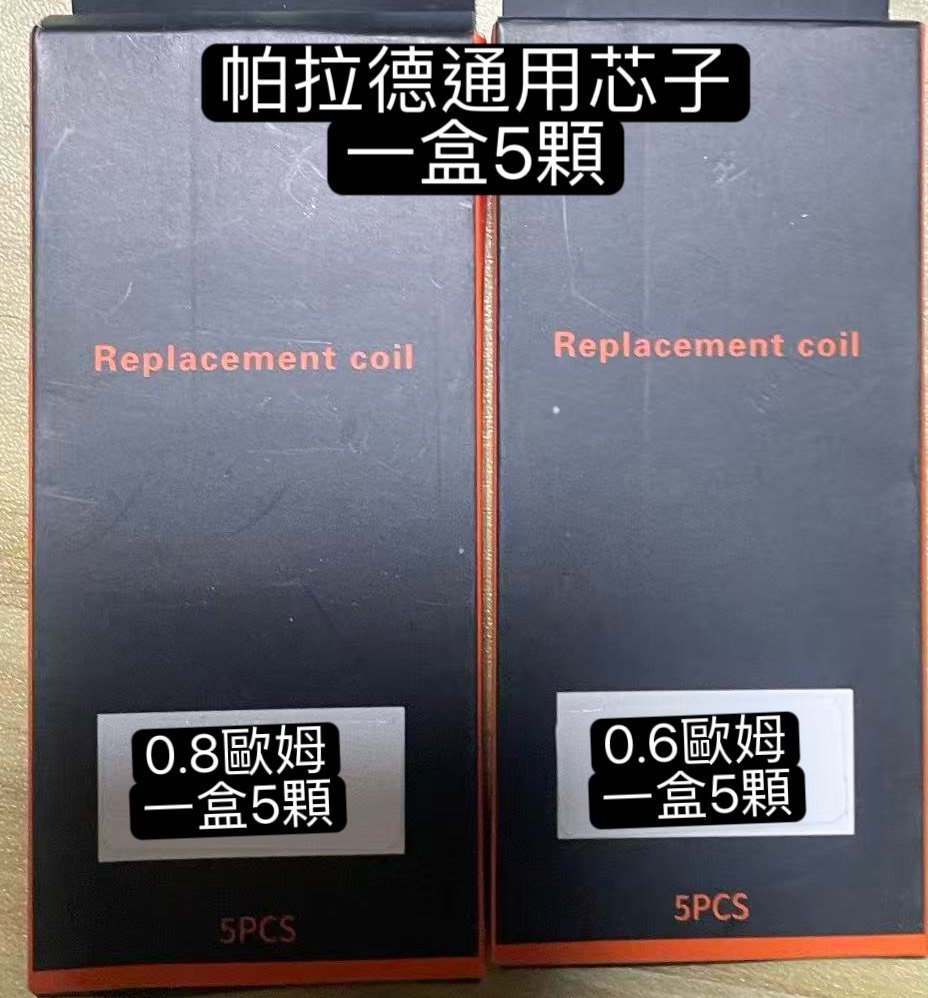 帕拉德通用芯子
一盒5顆
Replacement coil
0.8歐姆
一盒5顆
5PCS
Replacement coil
0.6歐姆
一盒5顆
5PCS